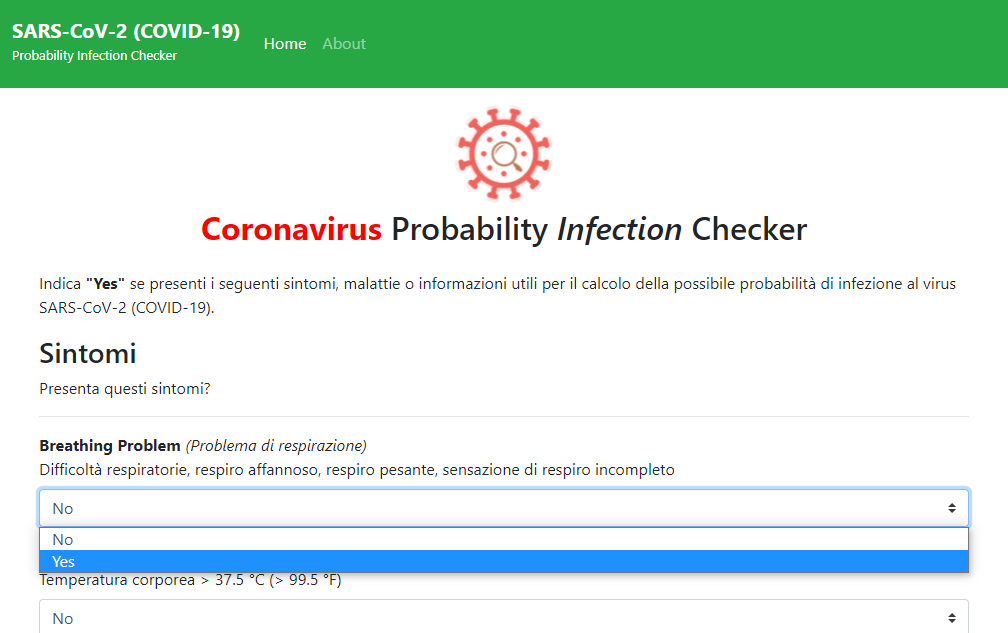 SARS-CoV-2 (COVID-19)
Probability Infection Checker
Home
About
Coronavirus Probability Infection Checker
Indica "Yes" se presenti i seguenti sintomi, malattie o informazioni utili per il calcolo della possibile probabilità di infezione al virus
SARS-CoV-2 (COVID-19).
Sintomi
Presenta questi sintomi?
Breathing Problem (Problema di respirazione)
Difficoltà respiratorie, respiro affannoso, respiro pesante, sensazione di respiro incompleto
No
No
Yes
Temperatura corporea > 37.5 °C (> 99.5 °F)
No